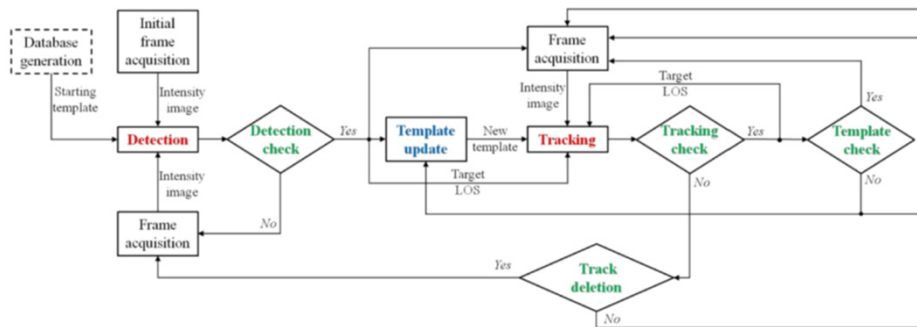 Database
generation
Initial
frame
acquisition
Starting
template
Intensity
image
Detection
Detection
check
Yes
No
Intensity
image
Frame
acquisition
Template
update
New
template
Target
LOS
Frame
acquisition
Intensity
image
Tracking
Target
LOS
Tracking
check
Yes
No
Template
check
Yes
No
Track
deletion
Yes
No